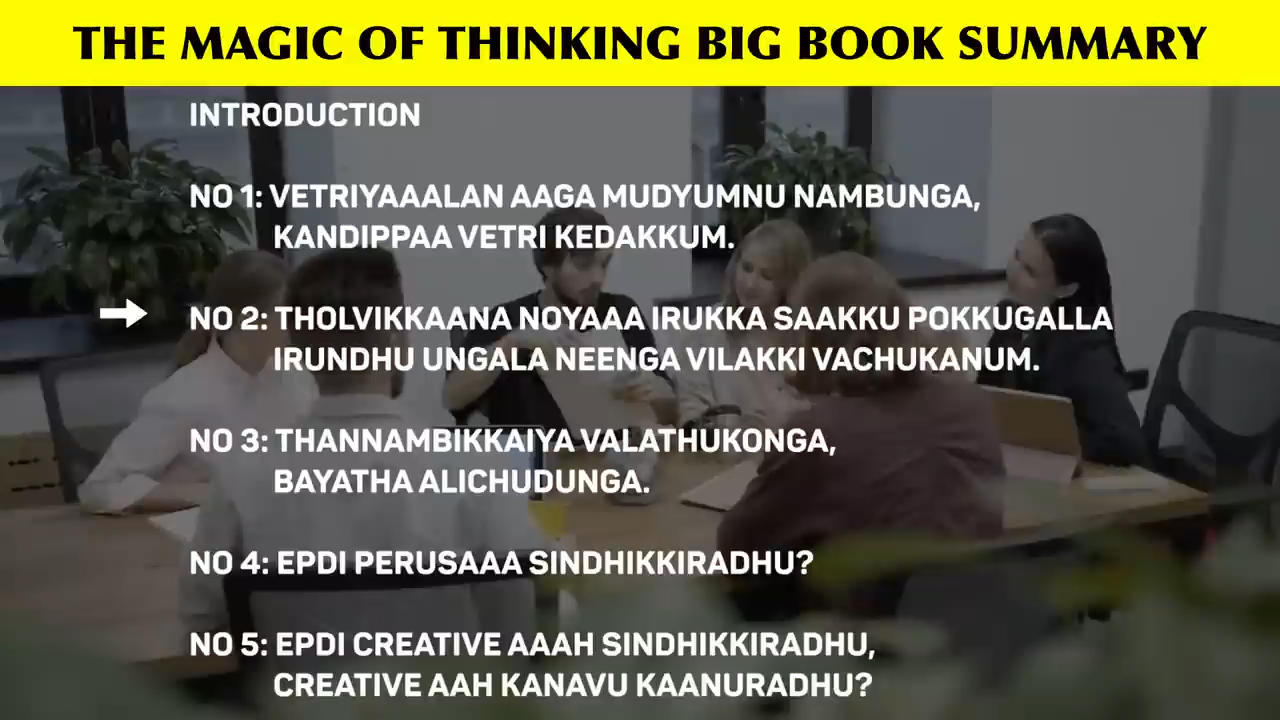 THE MAGIC OF THINKING BIG BOOK SUMMARY
INTRODUCTION
NO 1: VETRIYAAALAN AAGA MUDYUMNU NAMBUNGA,
KANDIPPAA VETRI KEDAKKUM.
NO 2: THOLVIKKAANA NOYAAA IRUKKA SAAKKU POKKUGALLA
IRUNDHU UNGALA NEENGA VILAKKI VACHUKANUM.
NO 3: THANNAMBIKKAIYA VALATHUKONGA,
BAYATHA ALICHUDUNGA.
NO 4: EPDI PERUSAAA SINDHIKKIRADHU?
NO 5: EPDI CREATIVE AAAH SINDHIKKIRADHU,
CREATIVE AAH KANAVU KAANURADHU?